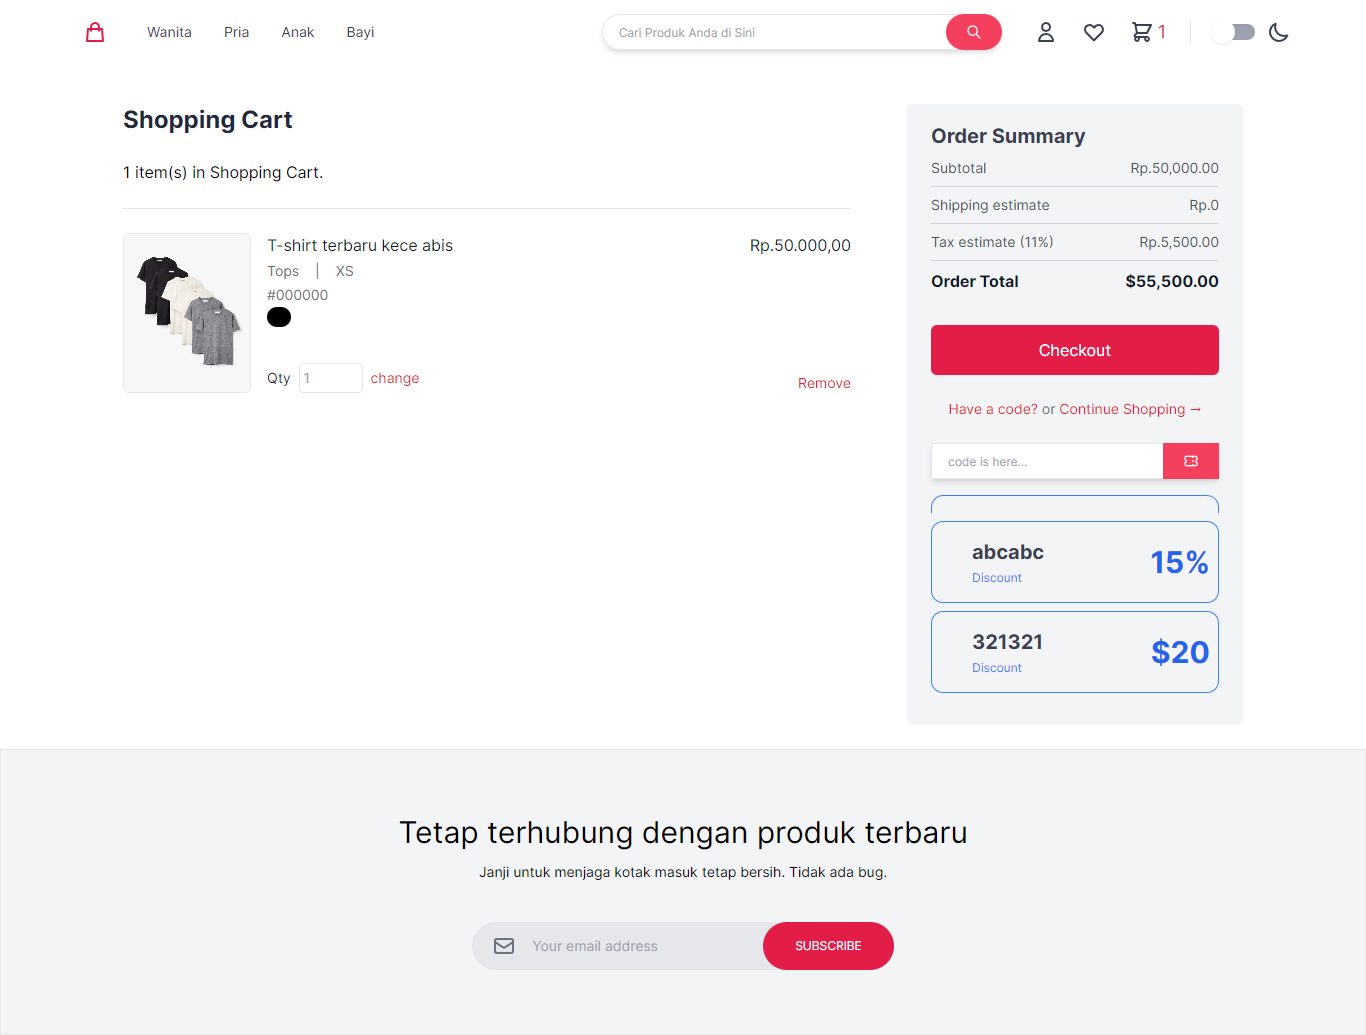 Wanita Pria Anak Bayi Cari Produk Anda di Sini 1
Shopping Cart
1 item(s) in Shopping Cart.
T-shirt terbaru kece abis Rp.50.000,00
Tops | XS
#000000
Qty 1 change Remove
Order Summary
Subtotal Rp.50,000.00
Shipping estimate Rp.0
Tax estimate (11%) Rp.5,500.00
Order Total $55,500.00
Checkout
Have a code? or Continue Shopping →
code is here...
abcabc 15%
Discount
321321 $20
Discount
Tetap terhubung dengan produk terbaru
Janji untuk menjaga kotak masuk tetap bersih. Tidak ada bug.
Your email address SUBSCRIBE